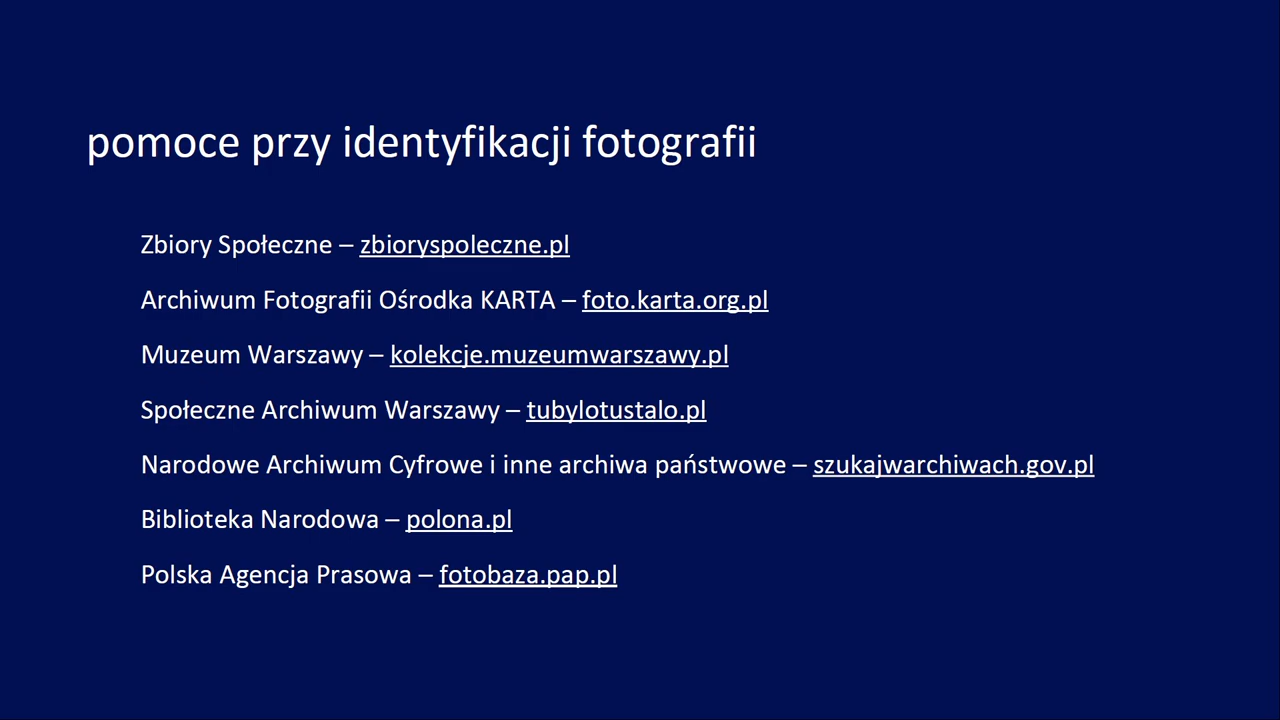 pomoce przy identyfikacji fotografii
Zbiory Społeczne – zbioryspoleczne.pl
Archiwum Fotografii Ośrodka KARTA – foto.karta.org.pl
Muzeum Warszawy – kolekcje.muzeumwarszawy.pl
Społeczne Archiwum Warszawy – tubylotustalo.pl
Narodowe Archiwum Cyfrowe i inne archiwa państwowe – szukajwarchiwach.gov.pl
Biblioteka Narodowa – polona.pl
Polska Agencja Prasowa – fotobaza.pap.pl